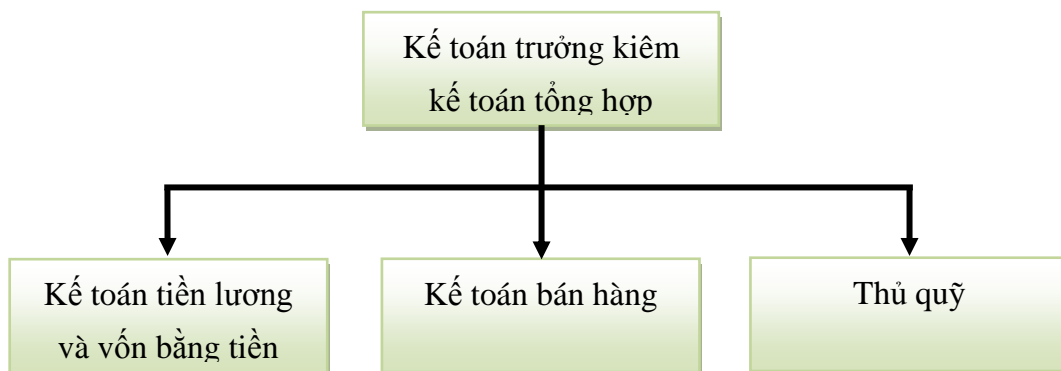 Kế toán trưởng kiêm
kế toán tổng hợp
Kế toán tiền lương
và vốn bằng tiền
Kế toán bán hàng
Thủ quỹ